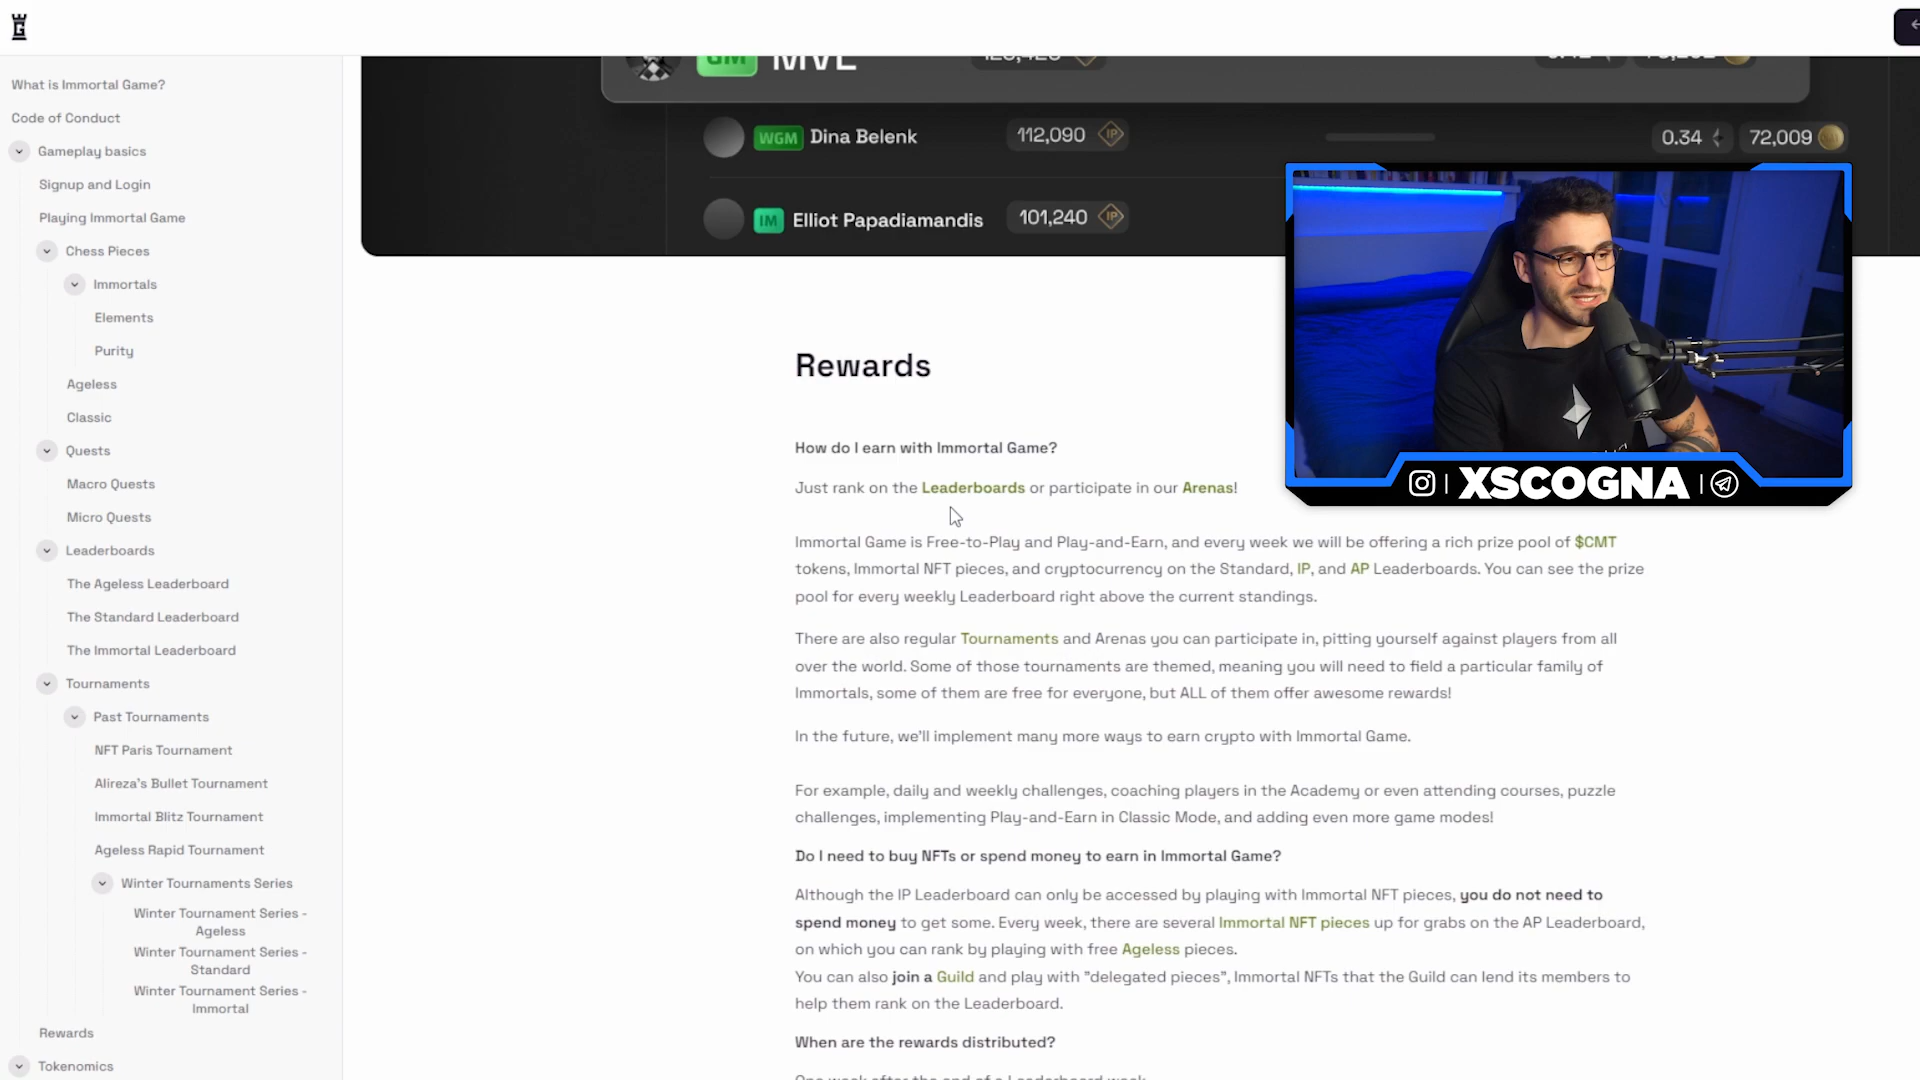 What is Immortal Game?
Code of Conduct
Gameplay basics
Signup and Login
Playing Immortal Game
Chess Pieces
Immortals
Elements
Purity
Ageless
Classic
Quests
Macro Quests
Micro Quests
Leaderboards
The Ageless Leaderboard
The Standard Leaderboard
The Immortal Leaderboard
Tournaments
Past Tournaments
NFT Paris Tournament
Alireza's Bullet Tournament
Immortal Blitz Tournament
Ageless Rapid Tournament
Winter Tournaments Series
Winter Tournament Series -
Ageless
Winter Tournament Series -
Standard
Winter Tournament Series -
Immortal
Rewards
Tokenomics
GM MVL
WGM Dina Belenk 112,090 IP 0.34 72,009
IM Elliot Papadiamandis 101,240 IP
XSCOGNA
Rewards
How do I earn with Immortal Game?
Just rank on the Leaderboards or participate in our Arenas!
Immortal Game is Free-to-Play and Play-and-Earn, and every week we will be offering a rich prize pool of $CMT
tokens, Immortal NFT pieces, and cryptocurrency on the Standard, IP, and AP Leaderboards. You can see the prize
pool for every weekly Leaderboard right above the current standings.
There are also regular Tournaments and Arenas you can participate in, pitting yourself against players from all
over the world. Some of those tournaments are themed, meaning you will need to field a particular family of
Immortals, some of them are free for everyone, but ALL of them offer awesome rewards!
In the future, we'll implement many more ways to earn crypto with Immortal Game.
For example, daily and weekly challenges, coaching players in the Academy or even attending courses, puzzle
challenges, implementing Play-and-Earn in Classic Mode, and adding even more game modes!
Do I need to buy NFTs or spend money to earn in Immortal Game?
Although the IP Leaderboard can only be accessed by playing with Immortal NFT pieces, you do not need to
spend money to get some. Every week, there are several Immortal NFT pieces up for grabs on the AP Leaderboard,
on which you can rank by playing with free Ageless pieces.
You can also join a Guild and play with "delegated pieces", Immortal NFTs that the Guild can lend its members to
help them rank on the Leaderboard.
When are the rewards distributed?
One week after the end of a Leaderboard week